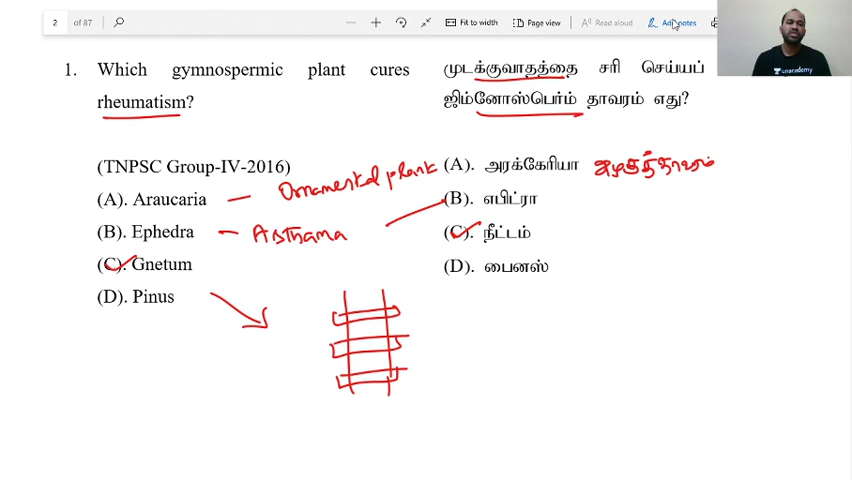 2 of 87 Fit to width Page view Read aloud Add notes
unacademy
1. Which gymnospermic plant cures
rheumatism?
(TNPSC Group-IV-2016)
(A). Araucaria — Ornamental plant
(B). Ephedra — Asthama
(C). Gnetum
(D). Pinus
முடக்குவாதத்தை சரி செய்யப்
ஜிம்னோஸ்பெர்ம் தாவரம் எது?
(A). அரக்கேரியா அழகுத்தாவரம்
(B). எபிட்ரா
(C). நீட்டம்
(D). பைனஸ்